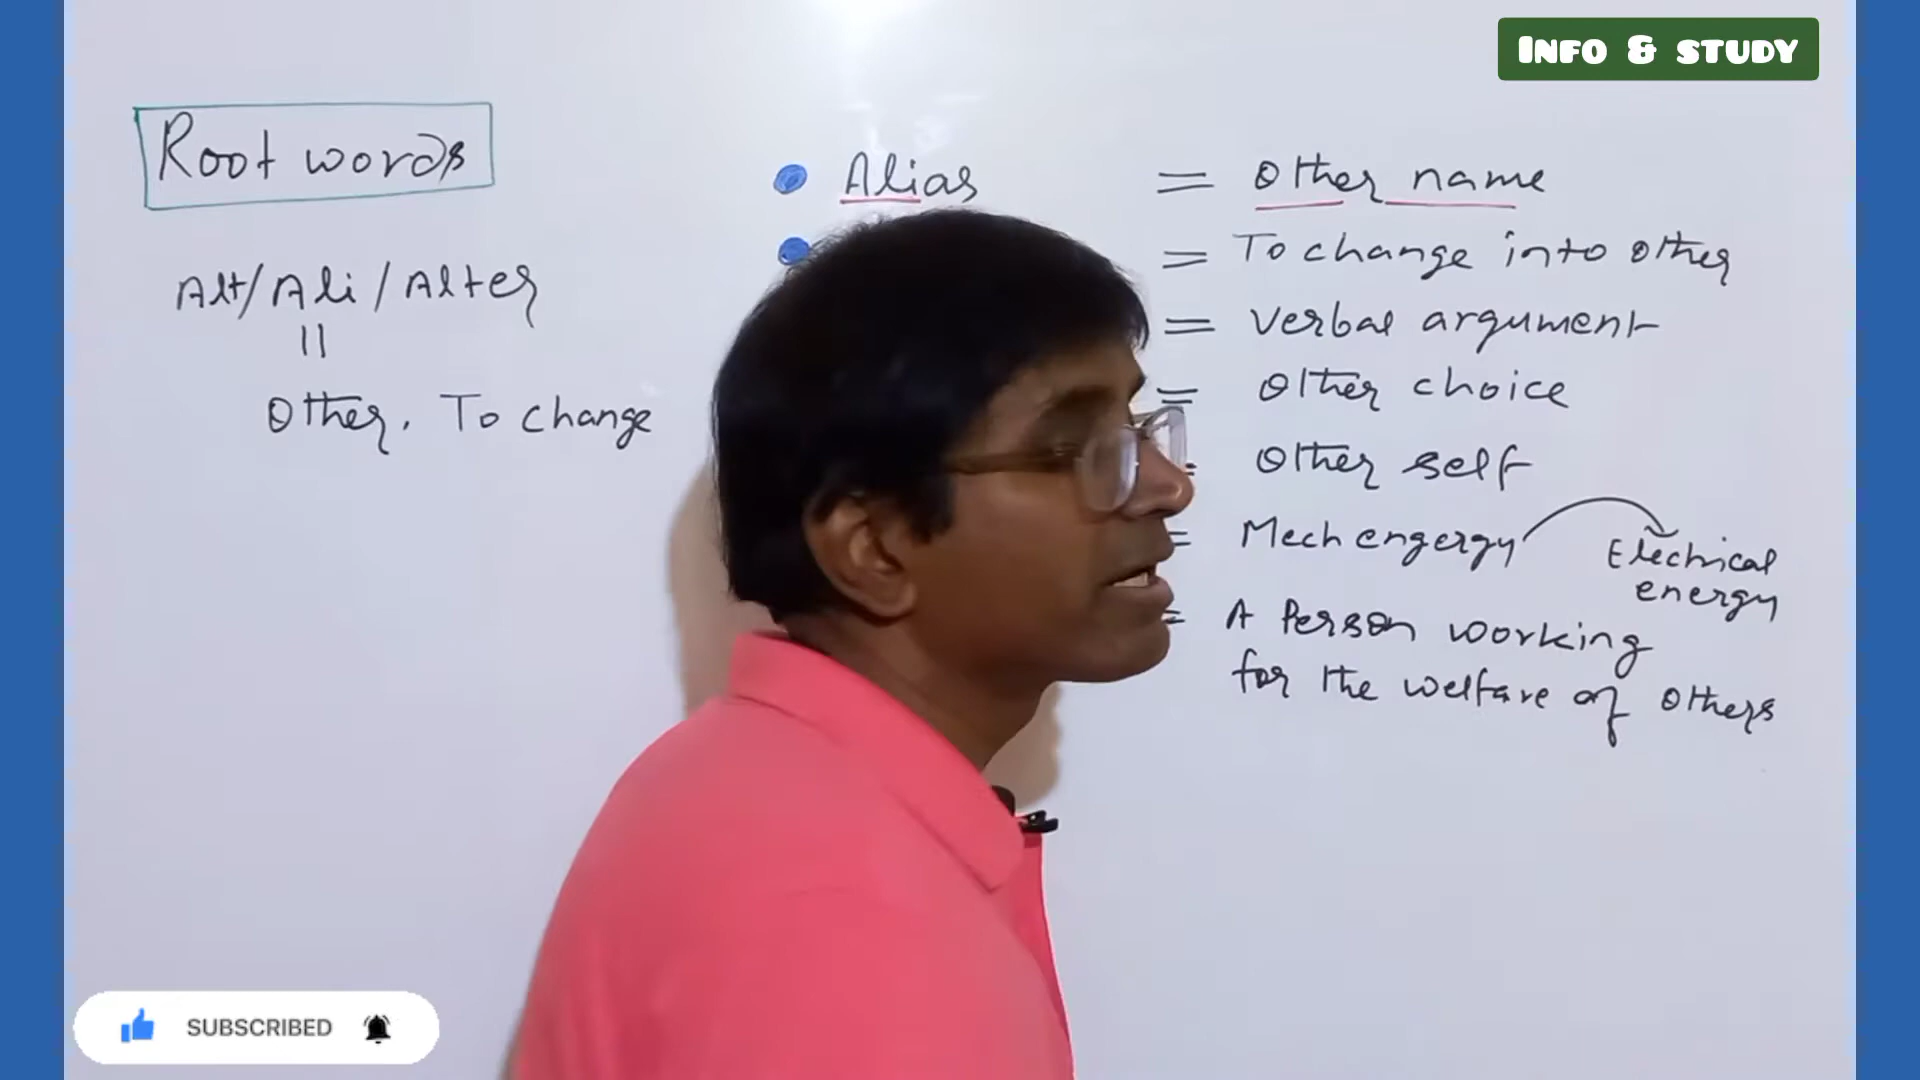 INFO & STUDY
Root words
Alt/Ali/Alter
Other, To change
Alias = Other name
= To change into other
= verbal argument
= Other choice
= Other self
= Mech engergy
Electrical
energy
= A Person working
for the welfare of others
SUBSCRIBED